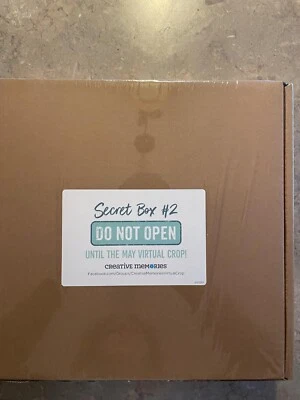 Secret Box #2
DO NOT OPEN
UNTIL THE MAY VIRTUAL CROP!
CREATIVE MEMORIES